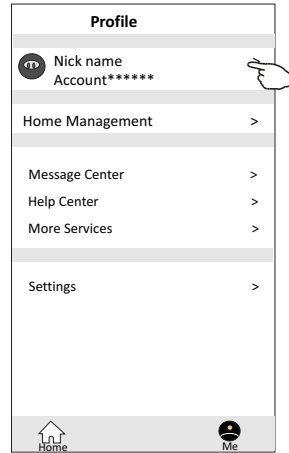 Profile
Nick name
Account******
Home Management >
Message Center >
Help Center >
More Services >
Settings >
Home Me